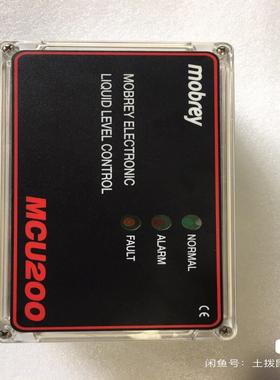 mobrey
MOBREY ELECTRONIC
LIQUID LEVEL CONTROL
NORMAL
ALARM
FAULT
MCU200
CE
闲鱼号：土拨鼠